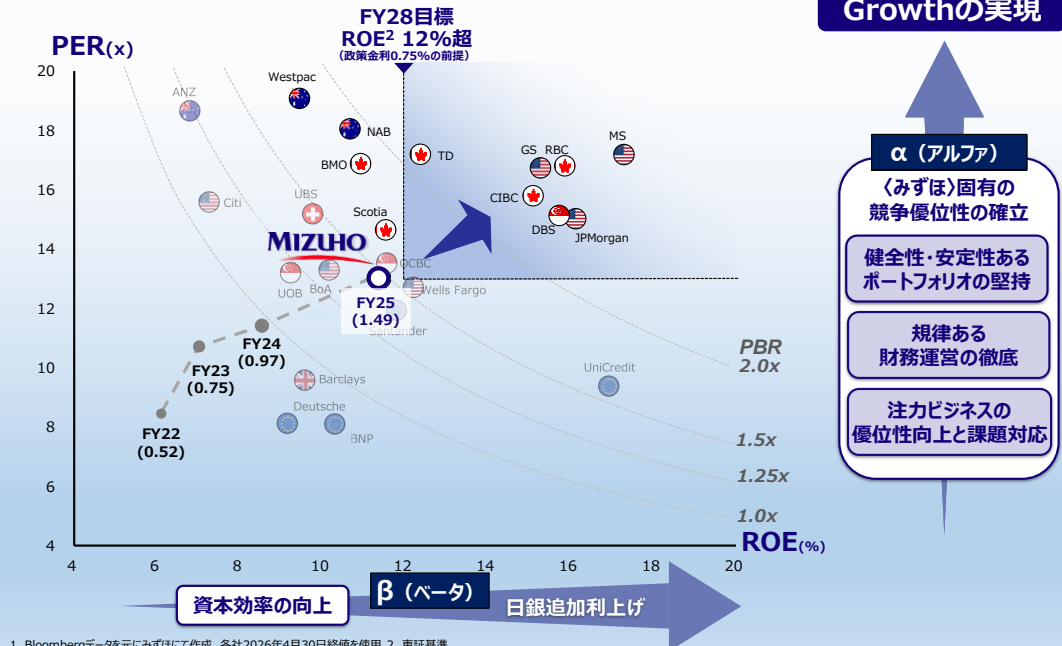 Growthの実現
FY28目標
ROE2 12%超
(政策金利0.75%の前提)
PER(x)
20
18
16
14
12
10
8
6
4
ANZ
Westpac
NAB
BMO
TD
MS
GS
RBC
CIBC
DBS
JPMorgan
Citi
UBS
Scotia
MIZUHO
OCBC
UOB
BoA
Wells Fargo
FY25
(1.49)
Santander
FY24
(0.97)
FY23
(0.75)
FY22
(0.52)
Barclays
Deutsche
BNP
UniCredit
PBR
2.0x
1.5x
1.25x
1.0x
ROE(%)
4
6
8
10
12
14
16
18
20
資本効率の向上
β(ベータ)
日銀追加利上げ
α(アルファ)
〈みずほ〉固有の
競争優位性の確立
健全性・安定性ある
ポートフォリオの堅持
規律ある
財務運営の徹底
注力ビジネスの
優位性向上と課題対応
1. Bloombergデータを元にみずほにて作成、各社2026年4月30日終値を使用 2. 東証基準